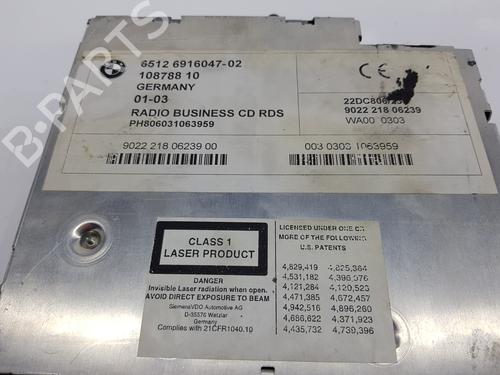 BMW
6512 6916047-02
108788 10
GERMANY
01-03
RADIO BUSINESS CD RDS
PH806031063959
CE
9022 218 06239
WA00 0303
9022 218 06239 00
003 0303 1063959
CLASS 1
LASER PRODUCT
DANGER
Invisible Laser radiation when open.
AVOID DIRECT EXPOSURE TO BEAM
SiemensVDO Automotive AG
D-35576 Wetzlar
Germany
Complies with 21CFR1040.10
LICENSED UNDER ONE OR
MORE OF THE FOLLOWING
U.S. PATENTS
4,829,419 4,825,364
4,531,182 4,396,076
4,121,284 4,120,523
4,471,385 4,672,457
4,942,516 4,896,260
4,686,622 4,371,923
4,435,732 4,739,396
B-PARTS